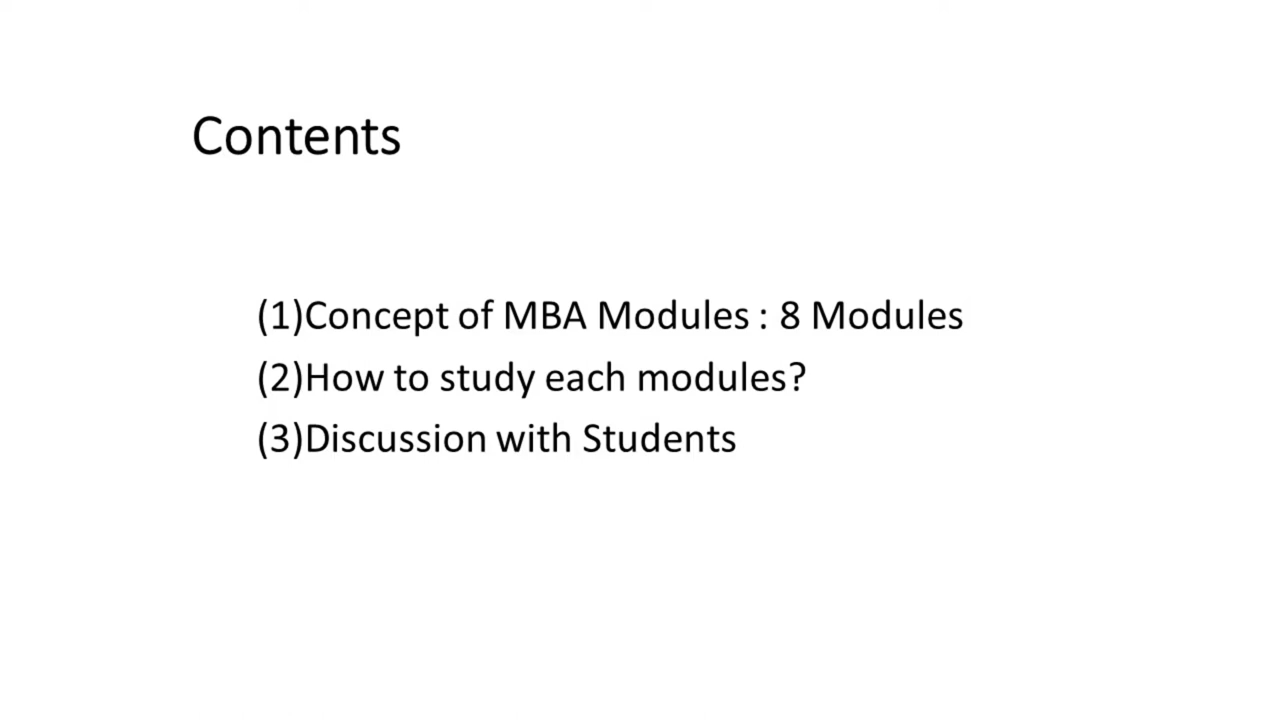 Contents
(1)Concept of MBA Modules : 8 Modules
(2)How to study each modules?
(3)Discussion with Students